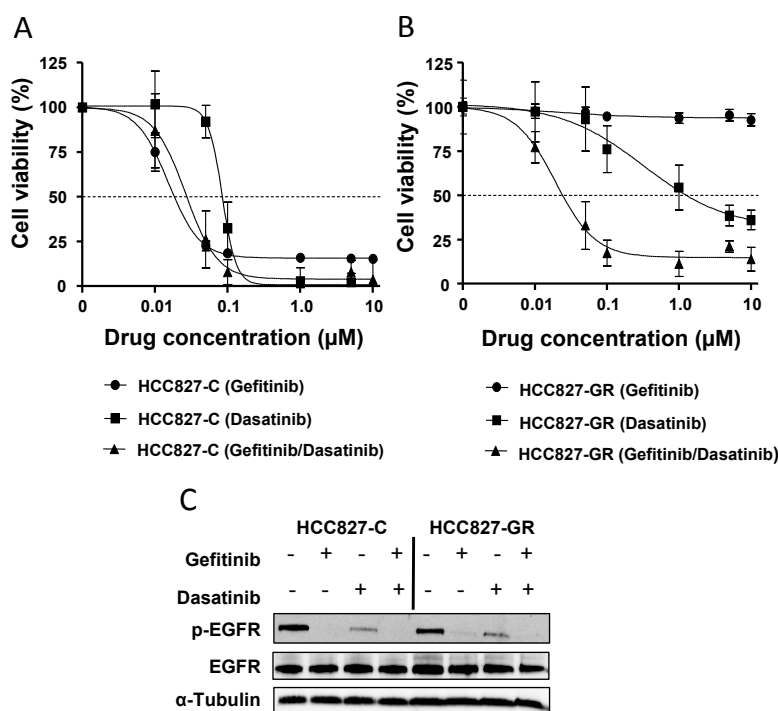 A
B
125
100
75
50
25
0
Cell viability (%)
0
0.01
0.1
1.0
10
Drug concentration (µM)
HCC827-C (Gefitinib)
HCC827-C (Dasatinib)
HCC827-C (Gefitinib/Dasatinib)
125
100
75
50
25
0
Cell viability (%)
0
0.01
0.1
1.0
10
Drug concentration (µM)
HCC827-GR (Gefitinib)
HCC827-GR (Dasatinib)
HCC827-GR (Gefitinib/Dasatinib)
C
HCC827-C HCC827-GR
Gefitinib - + - + - + - +
Dasatinib - - + + - - + +
p-EGFR
EGFR
α-Tubulin